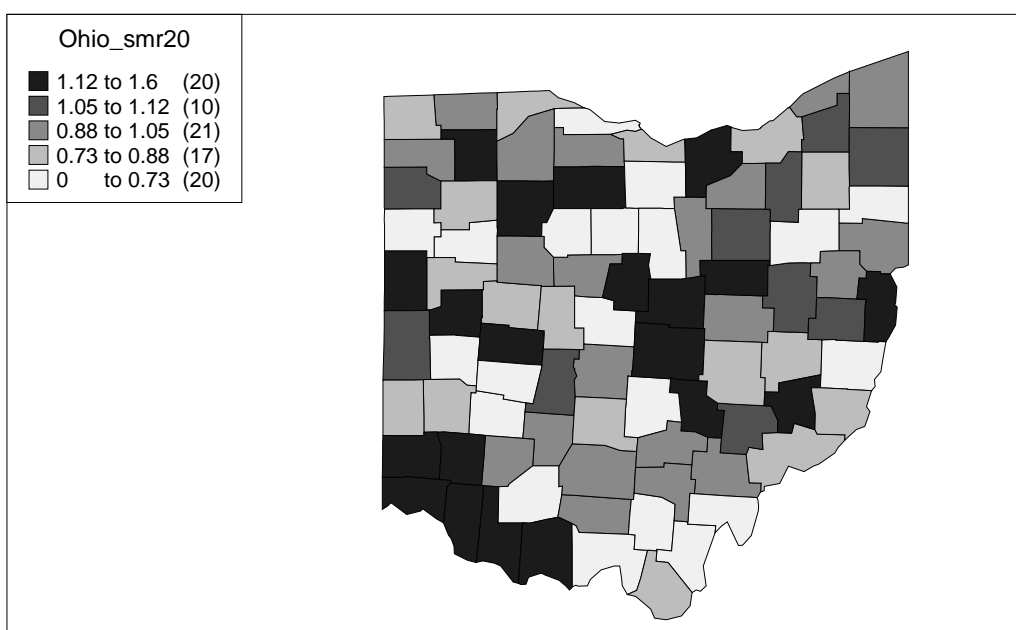 Ohio_smr20
1.12 to 1.6 (20)
1.05 to 1.12 (10)
0.88 to 1.05 (21)
0.73 to 0.88 (17)
0 to 0.73 (20)